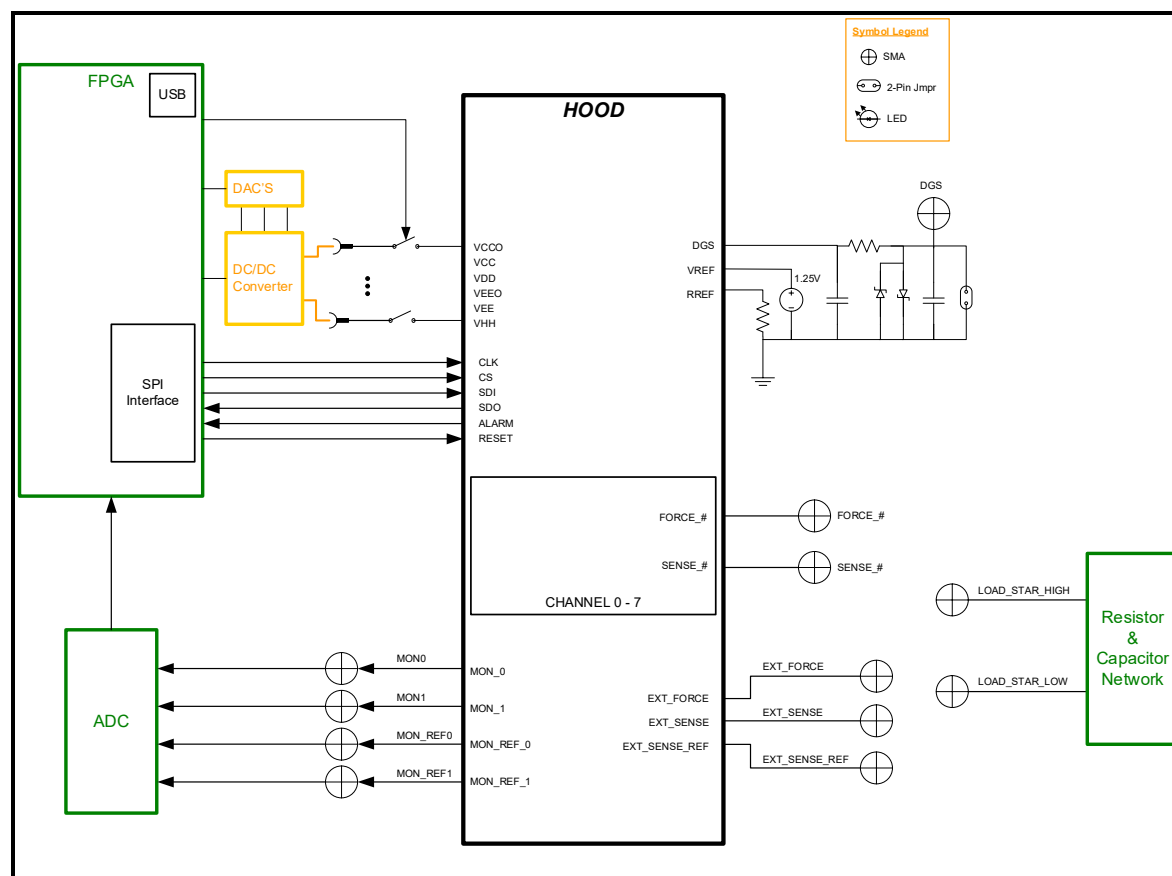 Symbol Legend
SMA
2-Pin Jmpr
LED
FPGA
USB
HOOD
DAC'S
DC/DC
Converter
VCCO
VCC
VDD
VEEO
VEE
VHH
DGS
VREF
RREF
1.25V
DGS
SPI
Interface
CLK
CS
SDI
SDO
ALARM
RESET
FORCE_#
SENSE_#
CHANNEL 0 - 7
FORCE_#
SENSE_#
LOAD_STAR_HIGH
LOAD_STAR_LOW
Resistor
&
Capacitor
Network
ADC
MON0
MON1
MON_REF0
MON_REF1
MON_0
MON_1
MON_REF_0
MON_REF_1
EXT_FORCE
EXT_SENSE
EXT_SENSE_REF
EXT_FORCE
EXT_SENSE
EXT_SENSE_REF